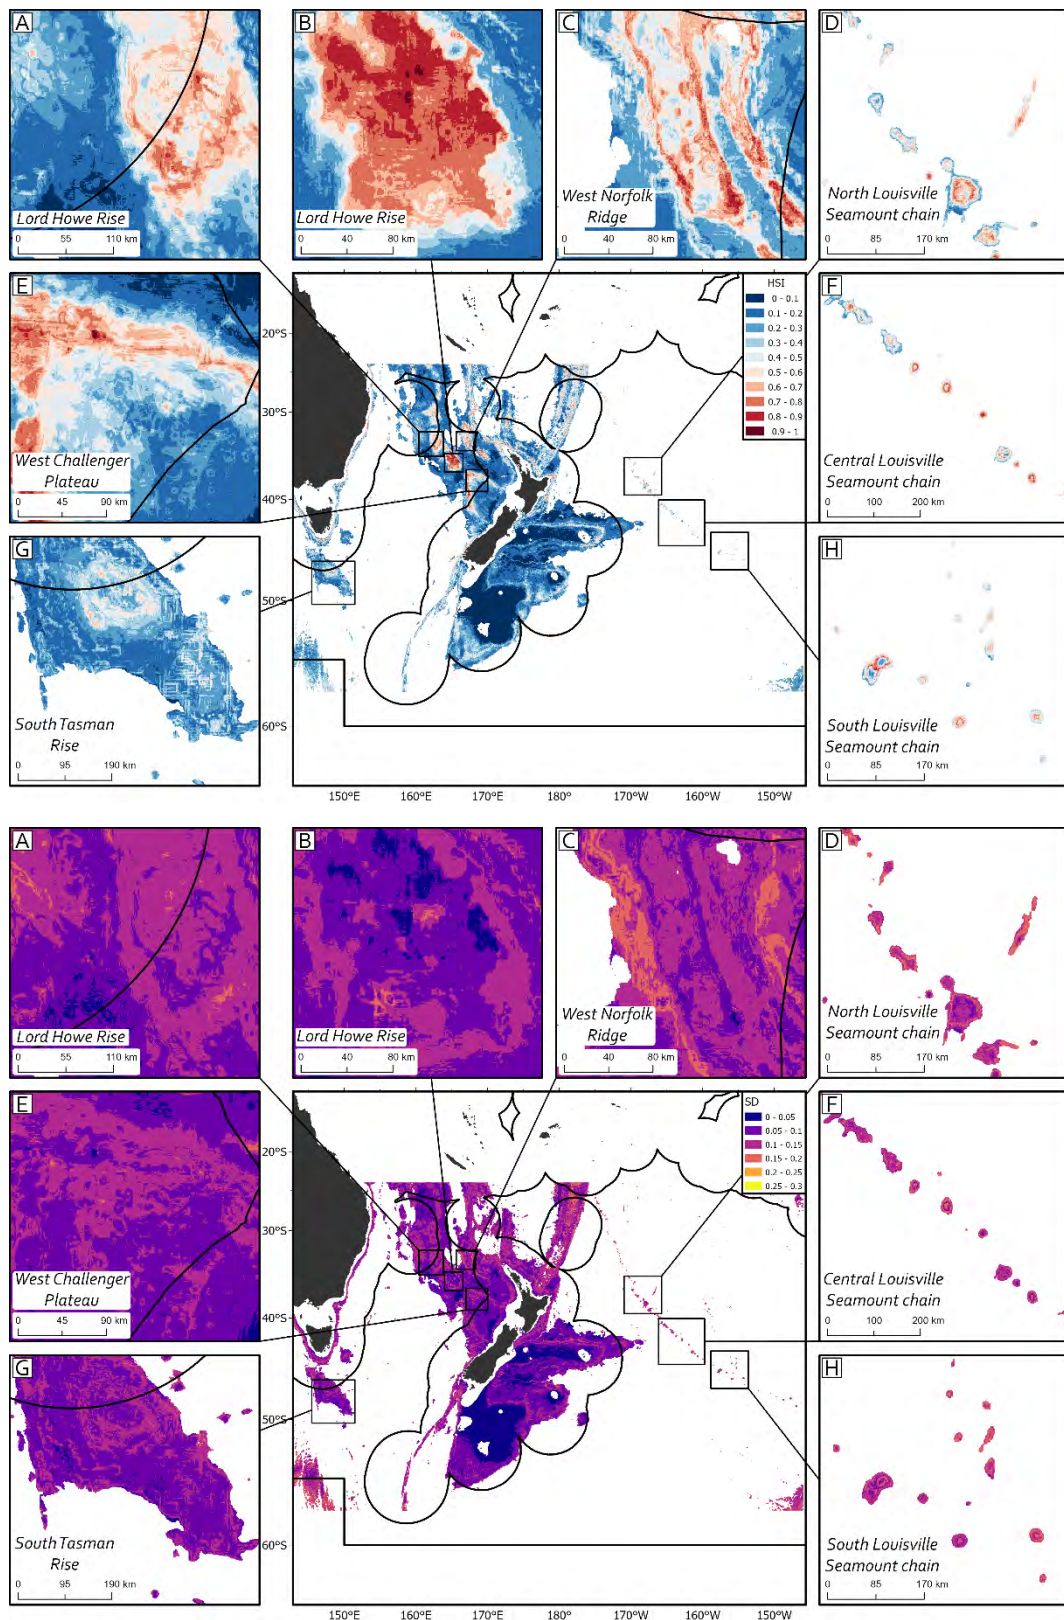 A
Lord Howe Rise
0 55 110 km
B
Lord Howe Rise
0 40 80 km
C
West Norfolk
Ridge
0 40 80 km
D
North Louisville
Seamount chain
0 85 170 km
E
West Challenger
Plateau
0 45 90 km
HSI
0 - 0.1
0.1 - 0.2
0.2 - 0.3
0.3 - 0.4
0.4 - 0.5
0.5 - 0.6
0.6 - 0.7
0.7 - 0.8
0.8 - 0.9
0.9 - 1
20°S
30°S
40°S
50°S
60°S
150°E 160°E 170°E 180° 170°W 160°W 150°W
F
Central Louisville
Seamount chain
0 100 200 km
G
South Tasman
Rise
0 95 190 km
H
South Louisville
Seamount chain
0 85 170 km
A
Lord Howe Rise
0 55 110 km
B
Lord Howe Rise
0 40 80 km
C
West Norfolk
Ridge
0 40 80 km
D
North Louisville
Seamount chain
0 85 170 km
E
West Challenger
Plateau
0 45 90 km
SD
0 - 0.05
0.05 - 0.1
0.1 - 0.15
0.15 - 0.2
0.2 - 0.25
0.25 - 0.3
20°S
30°S
40°S
50°S
60°S
150°E 160°E 170°E 180° 170°W 160°W 150°W
F
Central Louisville
Seamount chain
0 100 200 km
G
South Tasman
Rise
0 95 190 km
H
South Louisville
Seamount chain
0 85 170 km